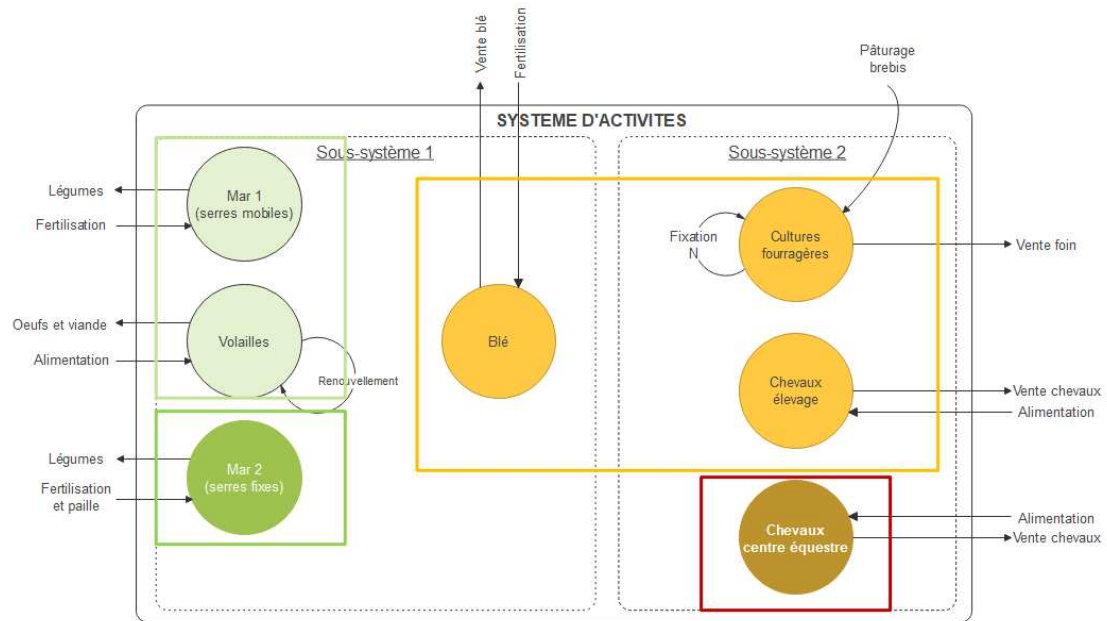 Vente blé
Fertilisation
Pâturage
brebis
SYSTEME D'ACTIVITES
Sous-système 1
Sous-système 2
Légumes
Fertilisation
Mar 1
(serres mobiles)
Fixation
N
Cultures
fourragères
Vente foin
Oeufs et viande
Alimentation
Volailles
Renouvellement
Blé
Chevaux
élevage
Vente chevaux
Alimentation
Légumes
Fertilisation
et paille
Mar 2
(serres fixes)
Chevaux
centre équestre
Alimentation
Vente chevaux